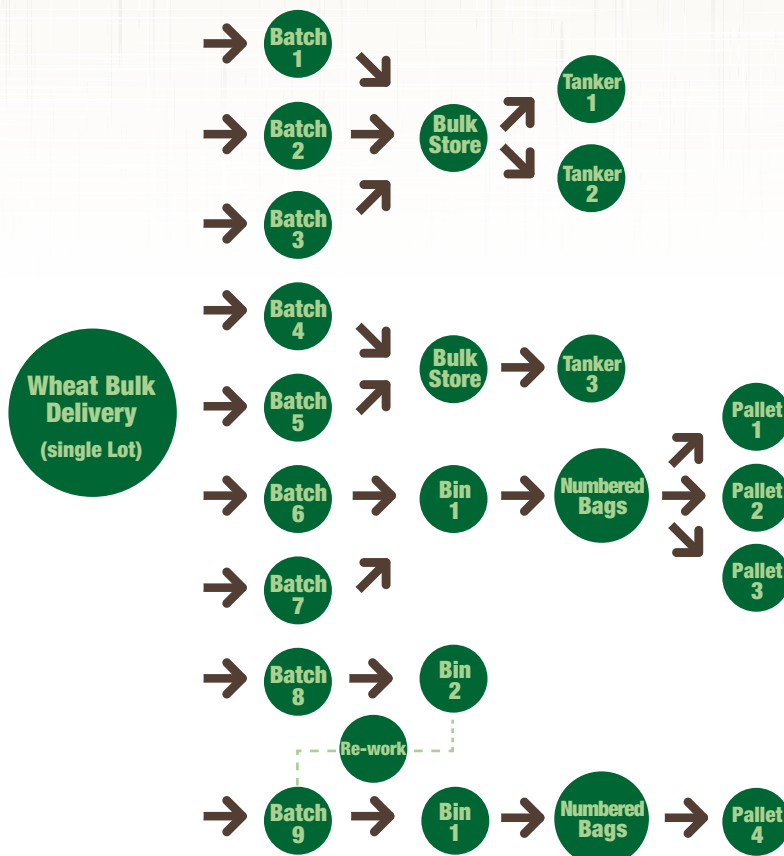 Batch
1
Tanker
1
Batch
2
Bulk
Store
Tanker
2
Batch
3
Batch
4
Bulk
Store
Tanker
3
Wheat Bulk
Delivery
(single Lot)
Batch
5
Pallet
1
Batch
6
Bin
1
Numbered
Bags
Pallet
2
Batch
7
Pallet
3
Batch
8
Bin
2
Re-work
Batch
9
Bin
1
Numbered
Bags
Pallet
4